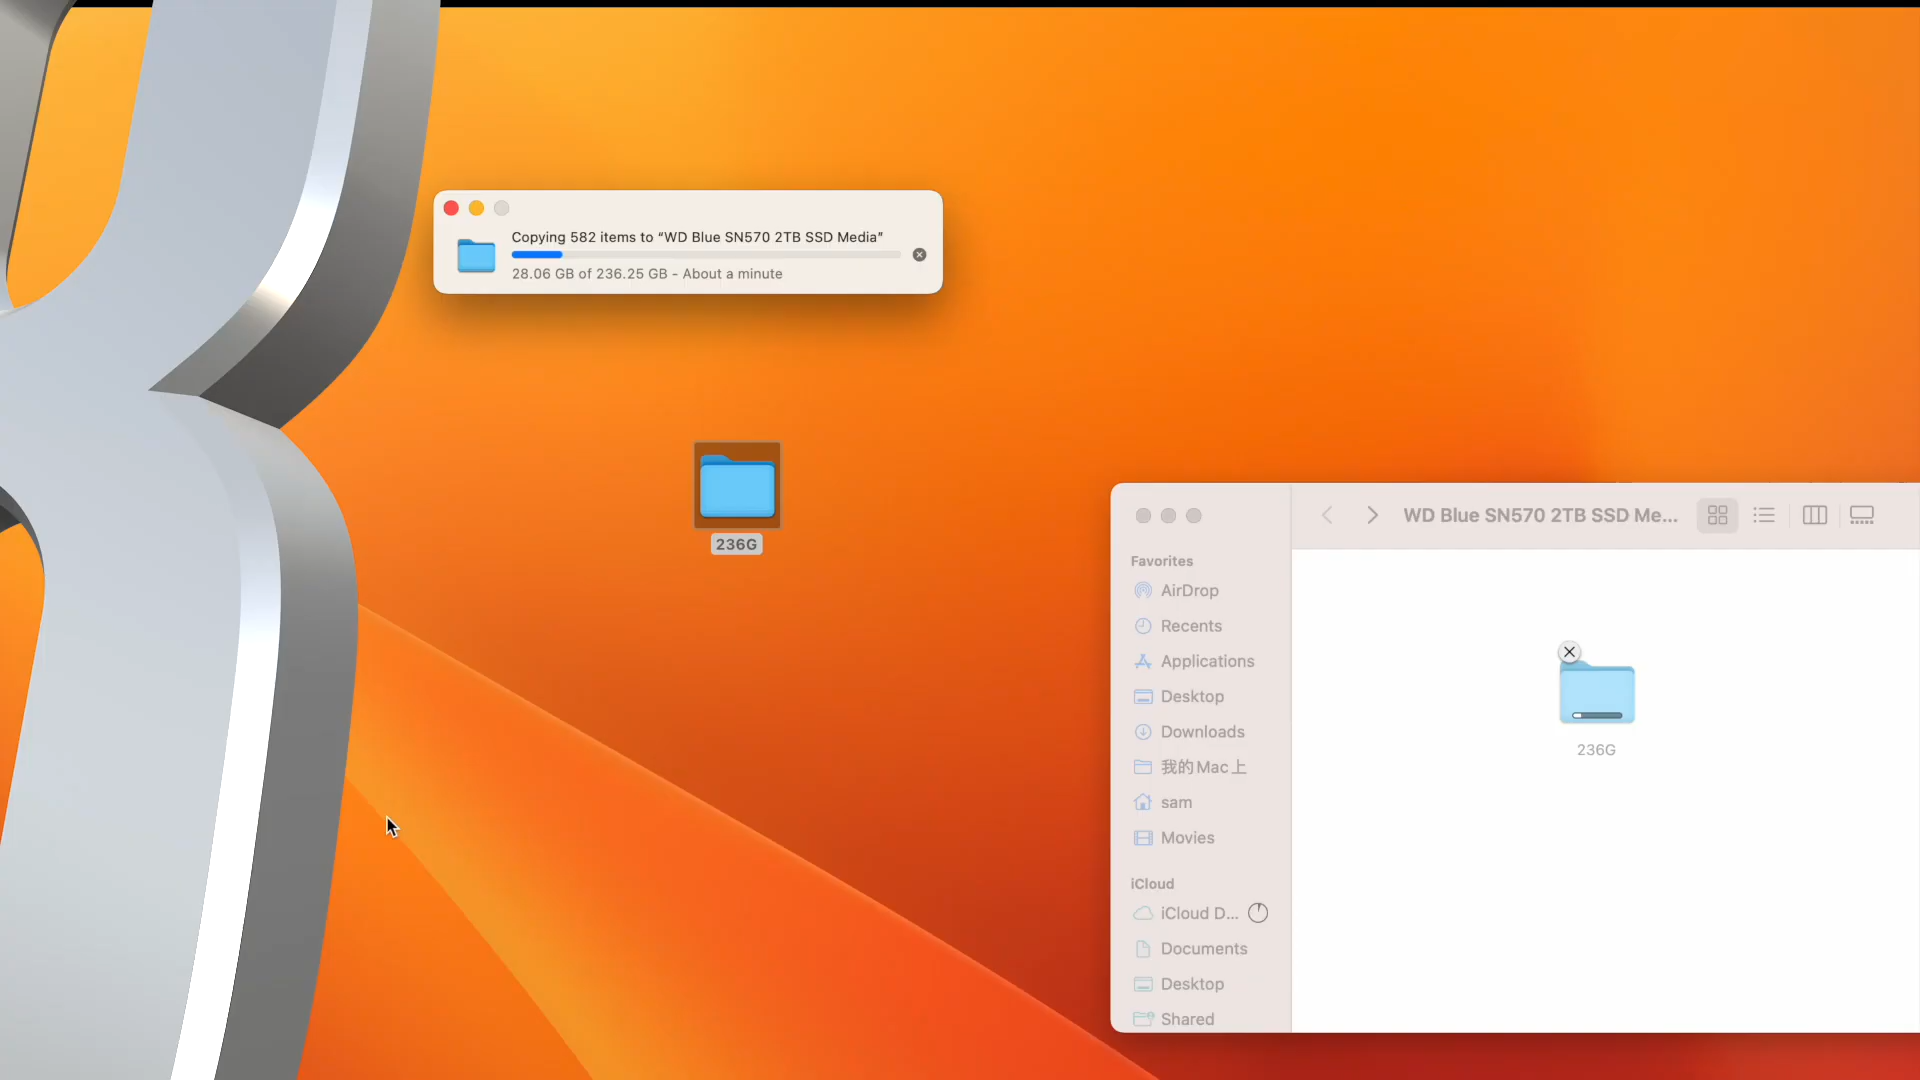 Copying 582 items to “WD Blue SN570 2TB SSD Media”
28.06 GB of 236.25 GB - About a minute
236G
WD Blue SN570 2TB SSD Me...
Favorites
AirDrop
Recents
Applications
Desktop
Downloads
我的Mac上
sam
Movies
iCloud
iCloud D...
Documents
Desktop
Shared
236G